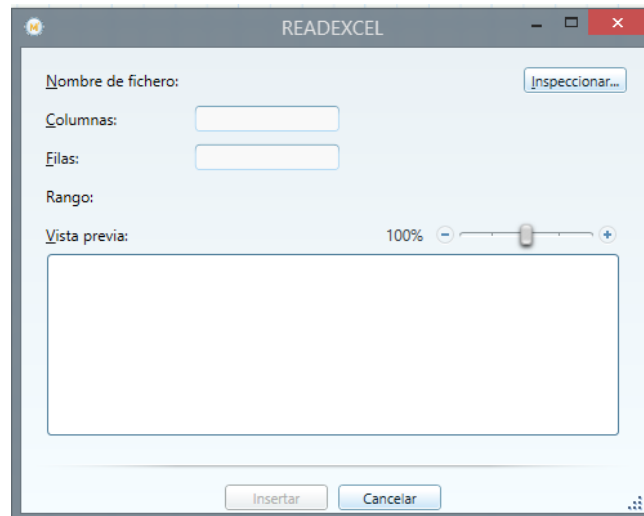 READEXCEL
Nombre de fichero: Inspeccionar...
Columnas:
Filas:
Rango:
Vista previa: 100%
Insertar Cancelar